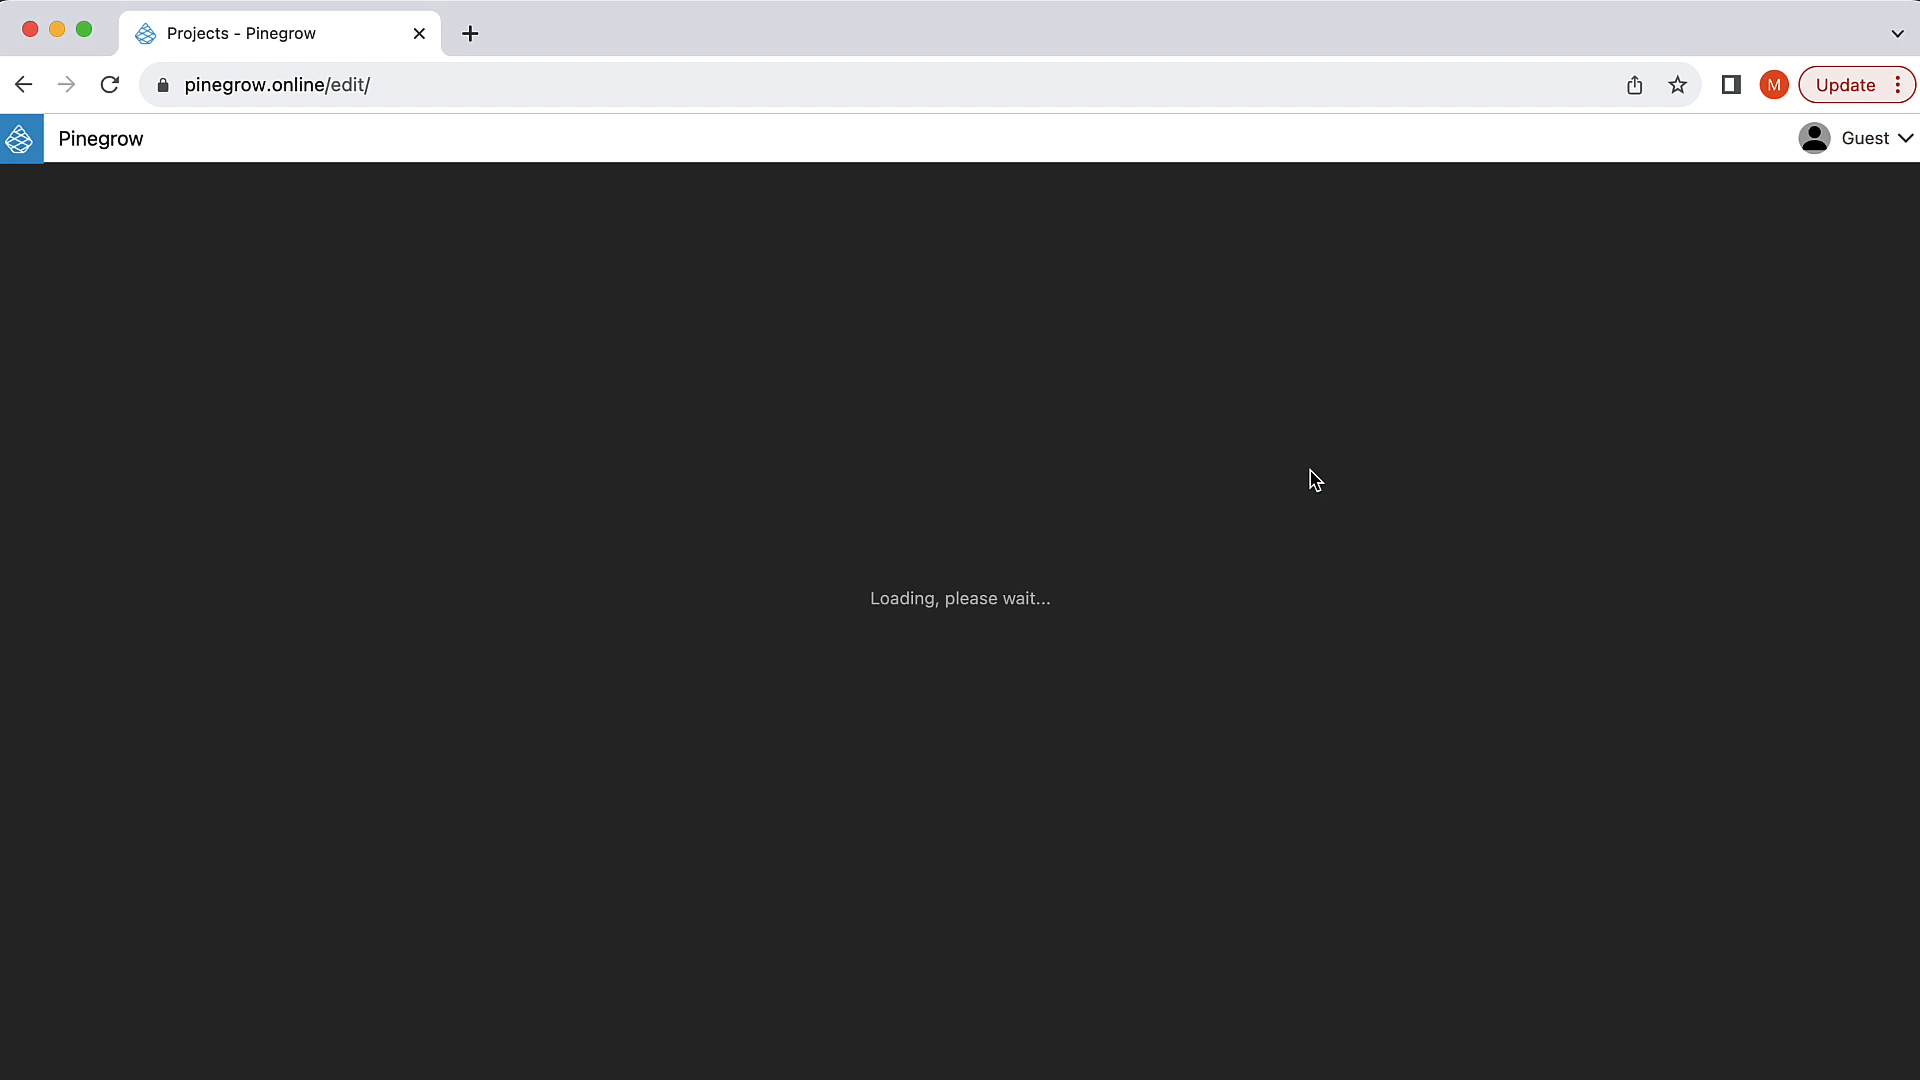 Projects - Pinegrow
pinegrow.online/edit/
M
Update
Pinegrow
Guest
Loading, please wait...